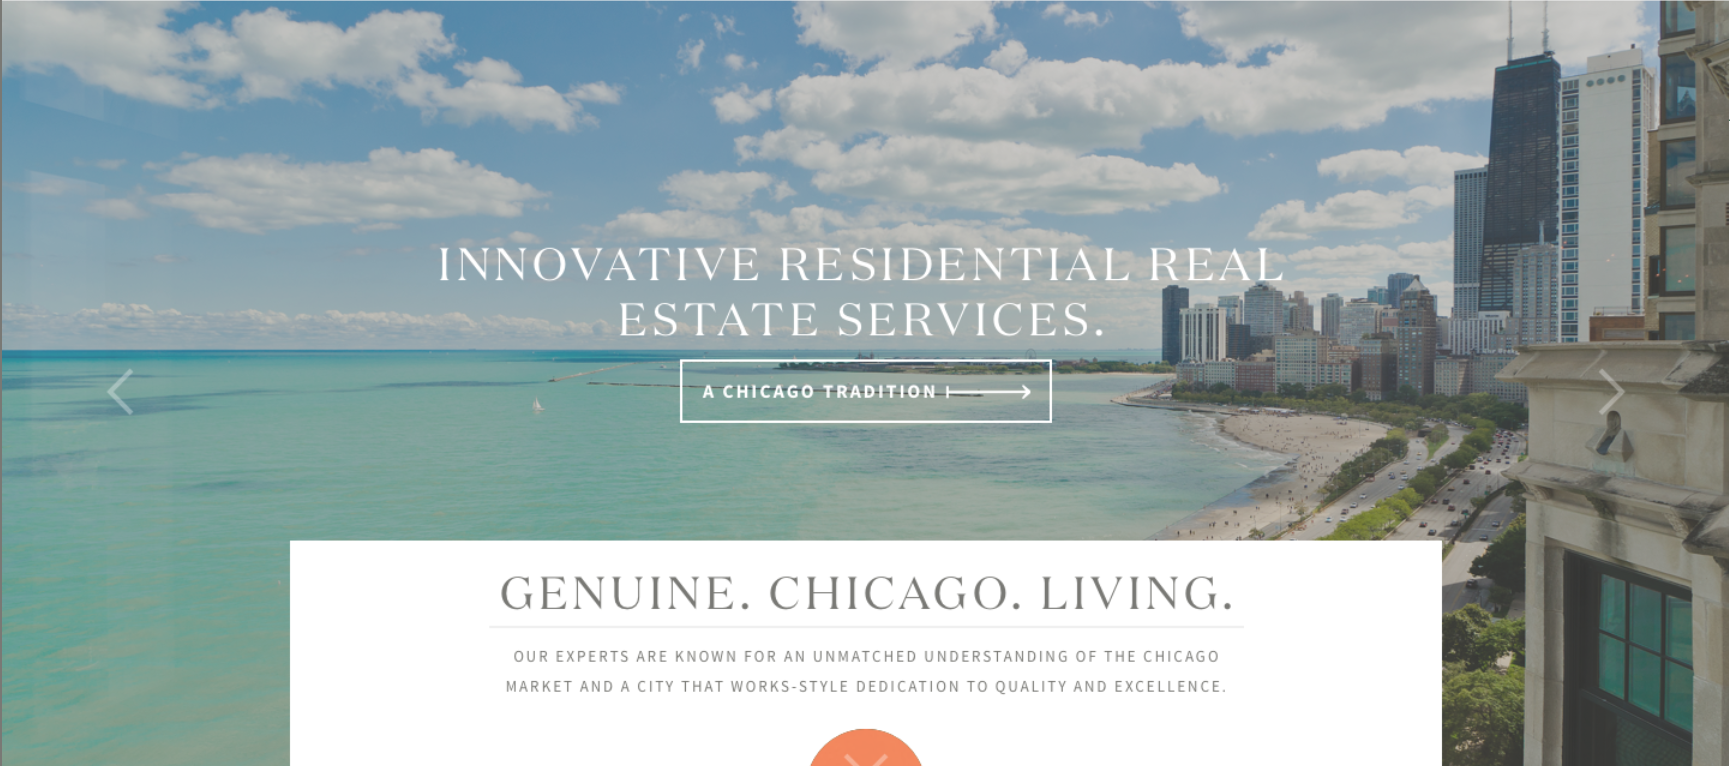 INNOVATIVE RESIDENTIAL REAL
ESTATE SERVICES.
A CHICAGO TRADITION
GENUINE. CHICAGO. LIVING.
OUR EXPERTS ARE KNOWN FOR AN UNMATCHED UNDERSTANDING OF THE CHICAGO
MARKET AND A CITY THAT WORKS-STYLE DEDICATION TO QUALITY AND EXCELLENCE.